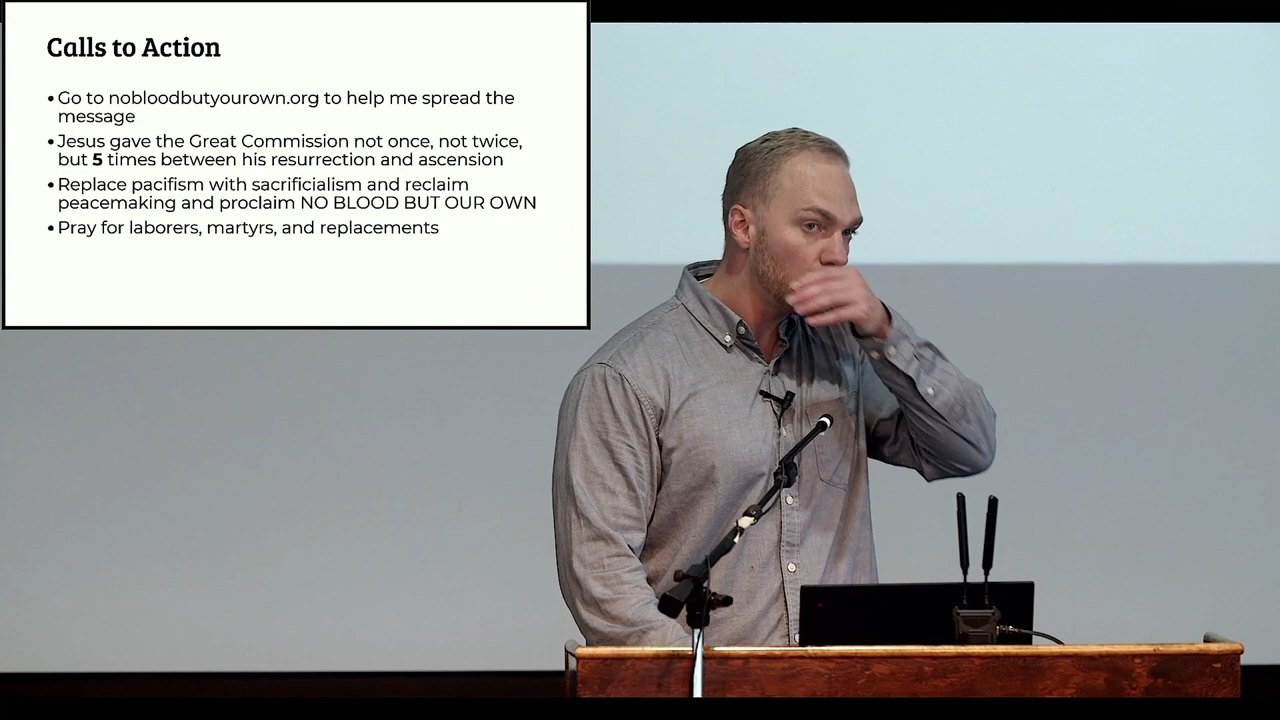 Calls to Action
• Go to nobloodbutyourown.org to help me spread the
message
• Jesus gave the Great Commission not once, not twice,
but 5 times between his resurrection and ascension
• Replace pacifism with sacrificialism and reclaim
peacemaking and proclaim NO BLOOD BUT OUR OWN
• Pray for laborers, martyrs, and replacements